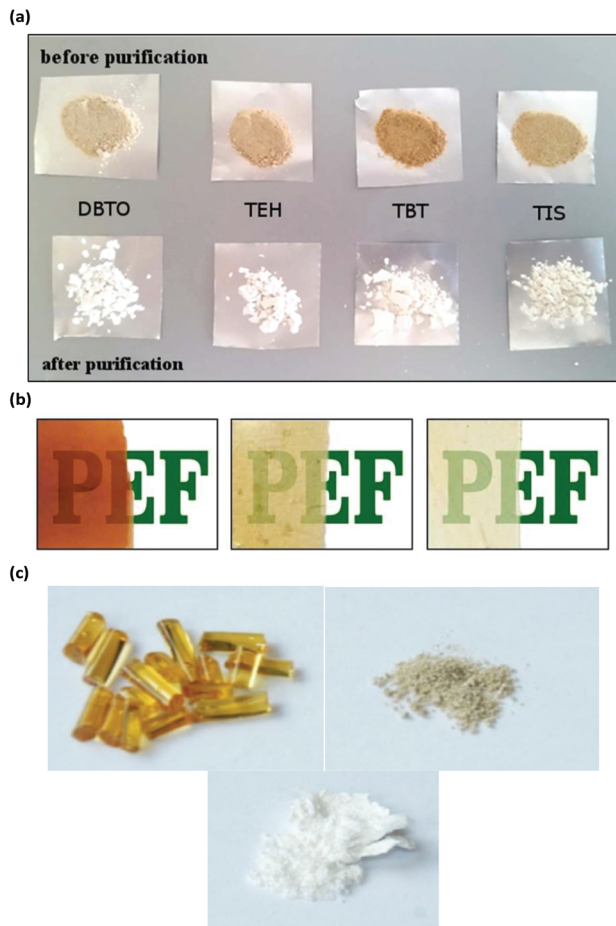 (a)
before purification
DBTO TEH TBT TIS
after purification
(b)
PEF PEF PEF
(c)